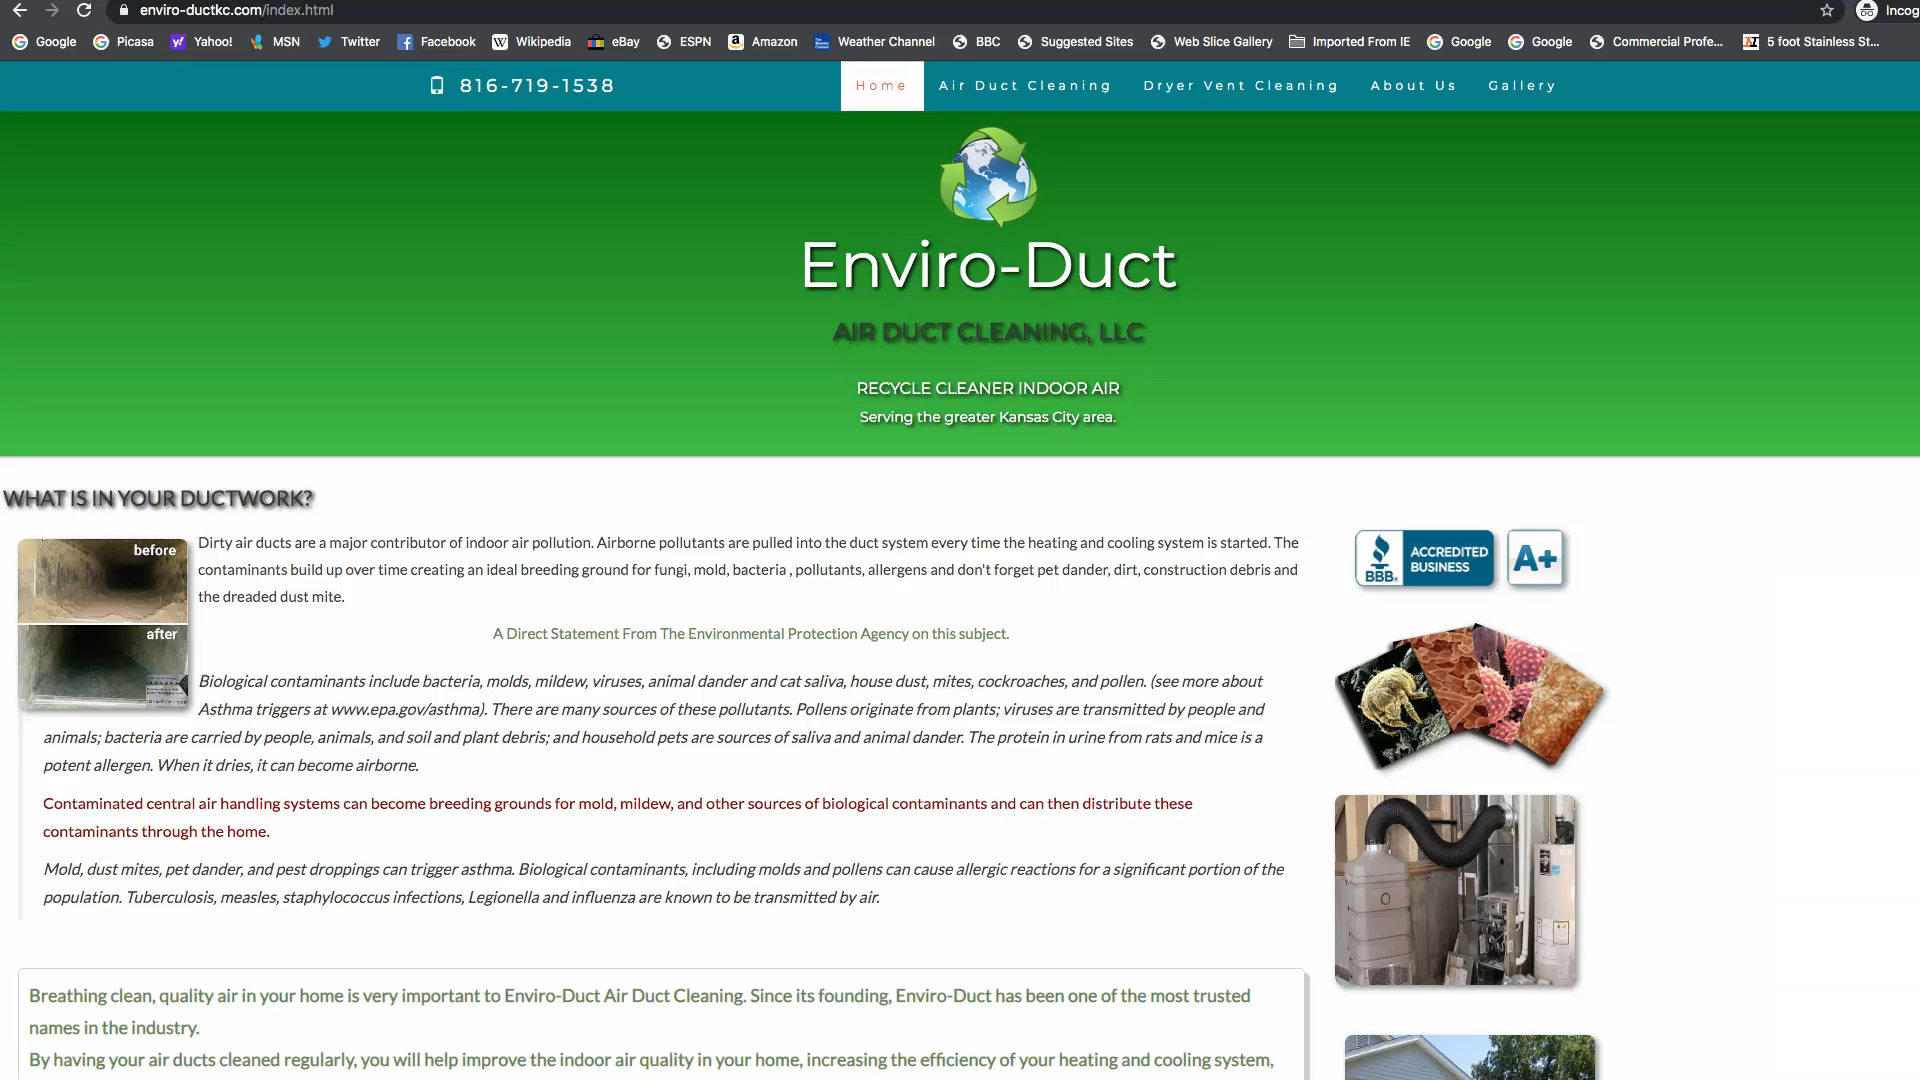 enviro-ductkc.com/index.html
Incog
Google
Picasa
Yahoo!
MSN
Twitter
Facebook
Wikipedia
eBay
ESPN
Amazon
Weather Channel
BBC
Suggested Sites
Web Slice Gallery
Imported From IE
Google
Google
Commercial Profe...
5 foot Stainless St...
816-719-1538
Home
Air Duct Cleaning
Dryer Vent Cleaning
About Us
Gallery
Enviro-Duct
AIR DUCT CLEANING, LLC
RECYCLE CLEANER INDOOR AIR
Serving the greater Kansas City area.
WHAT IS IN YOUR DUCTWORK?
before
after
Dirty air ducts are a major contributor of indoor air pollution. Airborne pollutants are pulled into the duct system every time the heating and cooling system is started. The
contaminants build up over time creating an ideal breeding ground for fungi, mold, bacteria , pollutants, allergens and don't forget pet dander, dirt, construction debris and
the dreaded dust mite.
A Direct Statement From The Environmental Protection Agency on this subject.
Biological contaminants include bacteria, molds, mildew, viruses, animal dander and cat saliva, house dust, mites, cockroaches, and pollen. (see more about
Asthma triggers at www.epa.gov/asthma). There are many sources of these pollutants. Pollens originate from plants; viruses are transmitted by people and
animals; bacteria are carried by people, animals, and soil and plant debris; and household pets are sources of saliva and animal dander. The protein in urine from rats and mice is a
potent allergen. When it dries, it can become airborne.
Contaminated central air handling systems can become breeding grounds for mold, mildew, and other sources of biological contaminants and can then distribute these
contaminants through the home.
Mold, dust mites, pet dander, and pest droppings can trigger asthma. Biological contaminants, including molds and pollens can cause allergic reactions for a significant portion of the
population. Tuberculosis, measles, staphylococcus infections, Legionella and influenza are known to be transmitted by air.
BBB.
ACCREDITED
BUSINESS
A+
Breathing clean, quality air in your home is very important to Enviro-Duct Air Duct Cleaning. Since its founding, Enviro-Duct has been one of the most trusted
names in the industry.
By having your air ducts cleaned regularly, you will help improve the indoor air quality in your home, increasing the efficiency of your heating and cooling system,